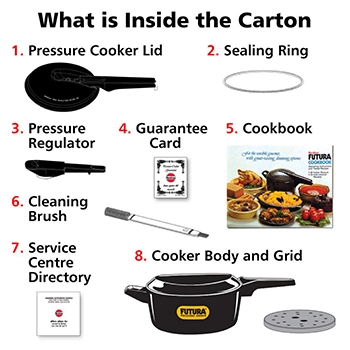 What is Inside the Carton
1. Pressure Cooker Lid
2. Sealing Ring
3. Pressure
Regulator
4. Guarantee
Card
5. Cookbook
FUTURA
COOKBOOK
6. Cleaning
Brush
7. Service
Centre
Directory
8. Cooker Body and Grid
FUTURA